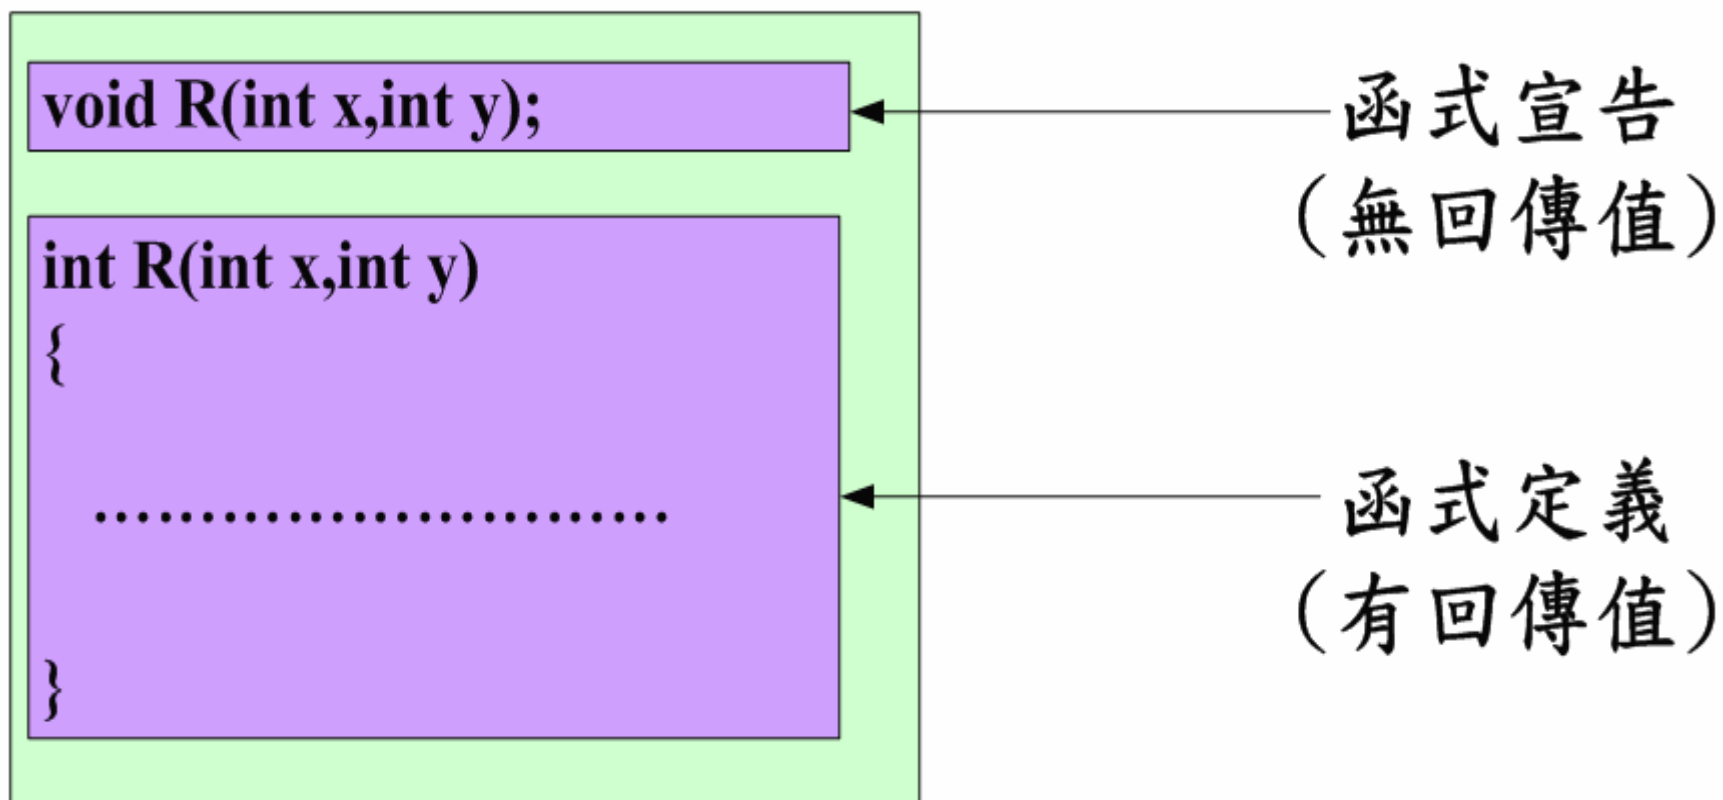 void R(int x,int y);
函式宣告
(無回傳值)
int R(int x,int y)
{
...........................
}
函式定義
(有回傳值)